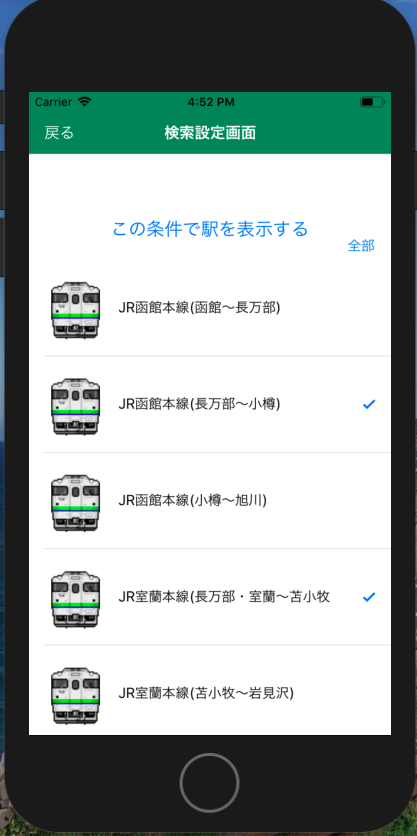 Carrier 4:52 PM
戻る 検索設定画面
この条件で駅を表示する
全部
JR函館本線(函館〜長万部)
JR函館本線(長万部〜小樽)
JR函館本線(小樽〜旭川)
JR室蘭本線(長万部・室蘭〜苫小牧
JR室蘭本線(苫小牧〜岩見沢)